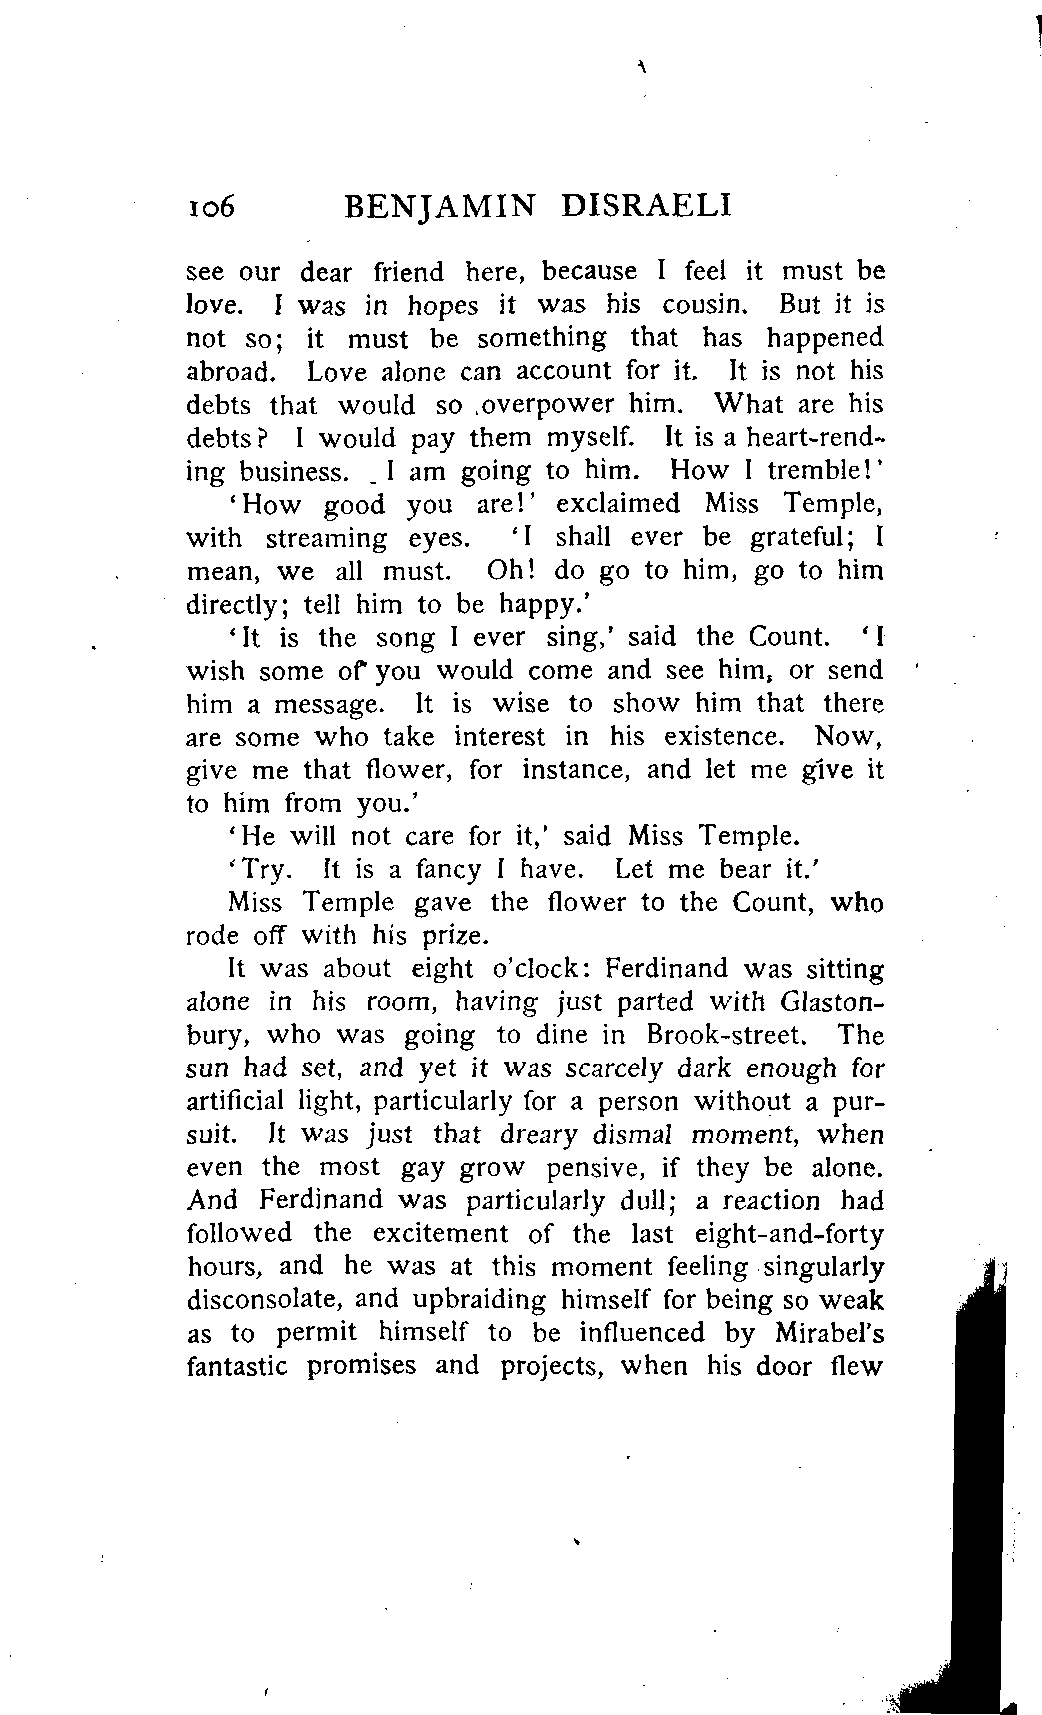 106 BENJAMIN DISRAELI
see our dear friend here, because I feel it must be
love. I was in hopes it was his cousin. But it is
not so; it must be something that has happened
abroad. Love alone can account for it. It is not his
debts that would so overpower him. What are his
debts? I would pay them myself. It is a heart-rend-
ing business. I am going to him. How I tremble!'
'How good you are!' exclaimed Miss Temple,
with streaming eyes. 'I shall ever be grateful; I
mean, we all must. Oh! do go to him, go to him
directly; tell him to be happy.'
'It is the song I ever sing,' said the Count. 'I
wish some of you would come and see him, or send
him a message. It is wise to show him that there
are some who take interest in his existence. Now,
give me that flower, for instance, and let me give it
to him from you.'
'He will not care for it,' said Miss Temple.
'Try. It is a fancy I have. Let me bear it.'
Miss Temple gave the flower to the Count, who
rode off with his prize.
It was about eight o'clock: Ferdinand was sitting
alone in his room, having just parted with Glaston-
bury, who was going to dine in Brook-street. The
sun had set, and yet it was scarcely dark enough for
artificial light, particularly for a person without a pur-
suit. It was just that dreary dismal moment, when
even the most gay grow pensive, if they be alone.
And Ferdinand was particularly dull; a reaction had
followed the excitement of the last eight-and-forty
hours, and he was at this moment feeling singularly
disconsolate, and upbraiding himself for being so weak
as to permit himself to be influenced by Mirabel's
fantastic promises and projects, when his door flew